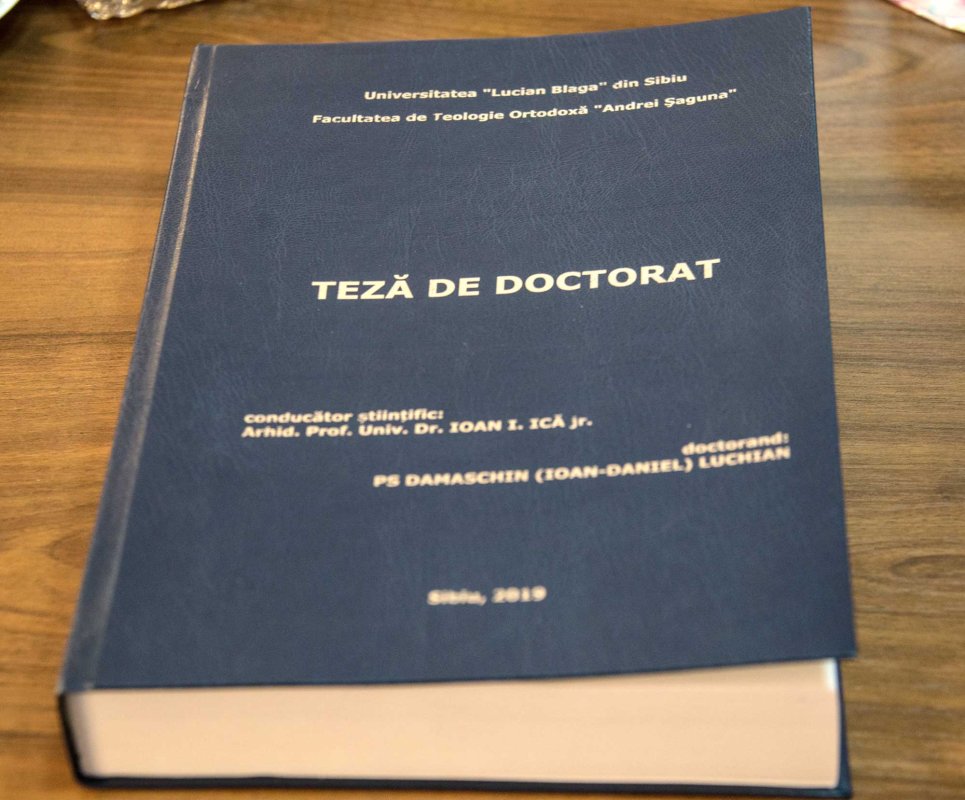 Universitatea "Lucian Blaga" din Sibiu
Facultatea de Teologie Ortodoxă "Andrei Şaguna"
TEZĂ DE DOCTORAT
conducător ştiinţific:
Arhid. Prof. Univ. Dr. IOAN I. ICĂ jr.
doctorand:
PS DAMASCHIN (IOAN-DANIEL) LUCHIAN
Sibiu, 2019